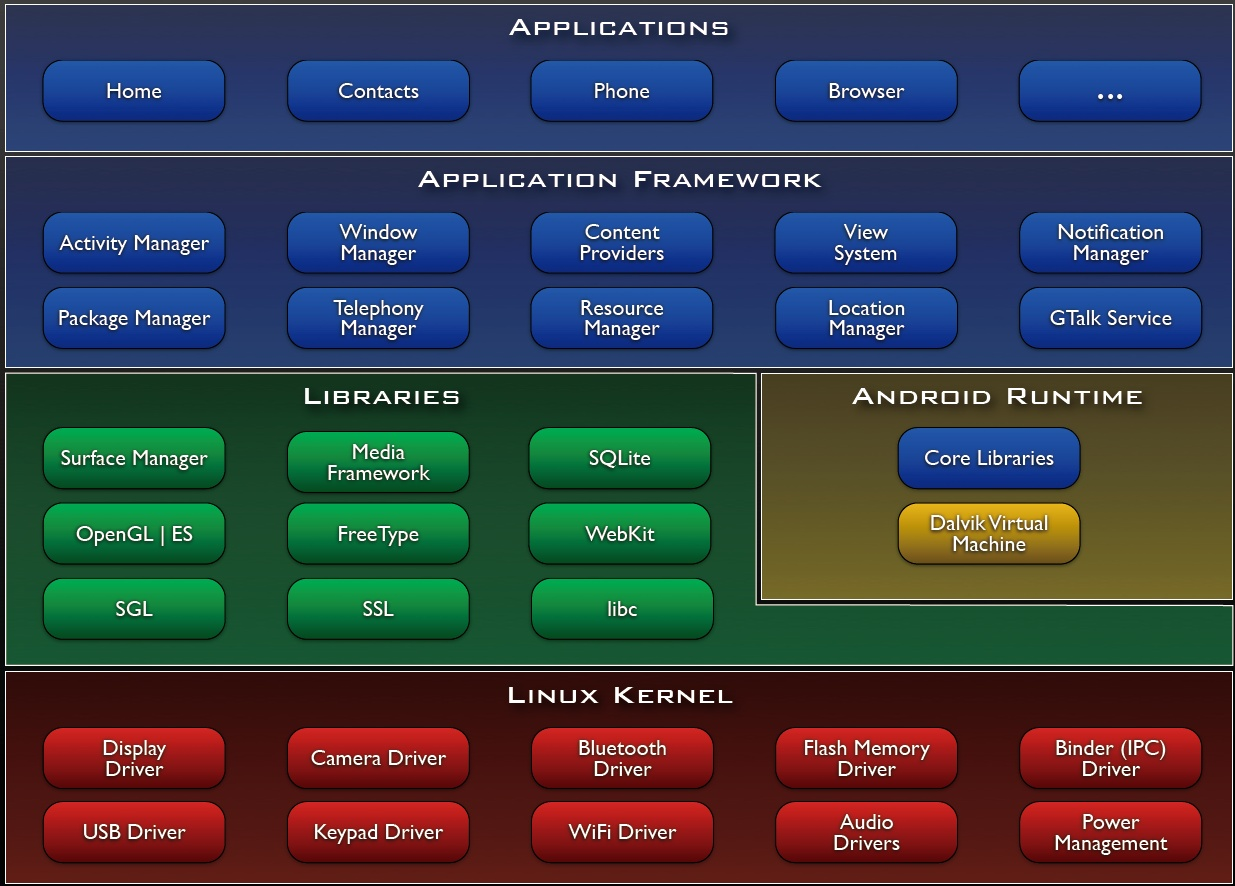 APPLICATIONS
Home
Contacts
Phone
Browser
...
APPLICATION FRAMEWORK
Activity Manager
Window
Manager
Content
Providers
View
System
Notification
Manager
Package Manager
Telephony
Manager
Resource
Manager
Location
Manager
GTalk Service
LIBRARIES
Surface Manager
Media
Framework
SQLite
OpenGL | ES
FreeType
WebKit
SGL
SSL
libc
ANDROID RUNTIME
Core Libraries
Dalvik Virtual
Machine
LINUX KERNEL
Display
Driver
Camera Driver
Bluetooth
Driver
Flash Memory
Driver
Binder (IPC)
Driver
USB Driver
Keypad Driver
WiFi Driver
Audio
Drivers
Power
Management